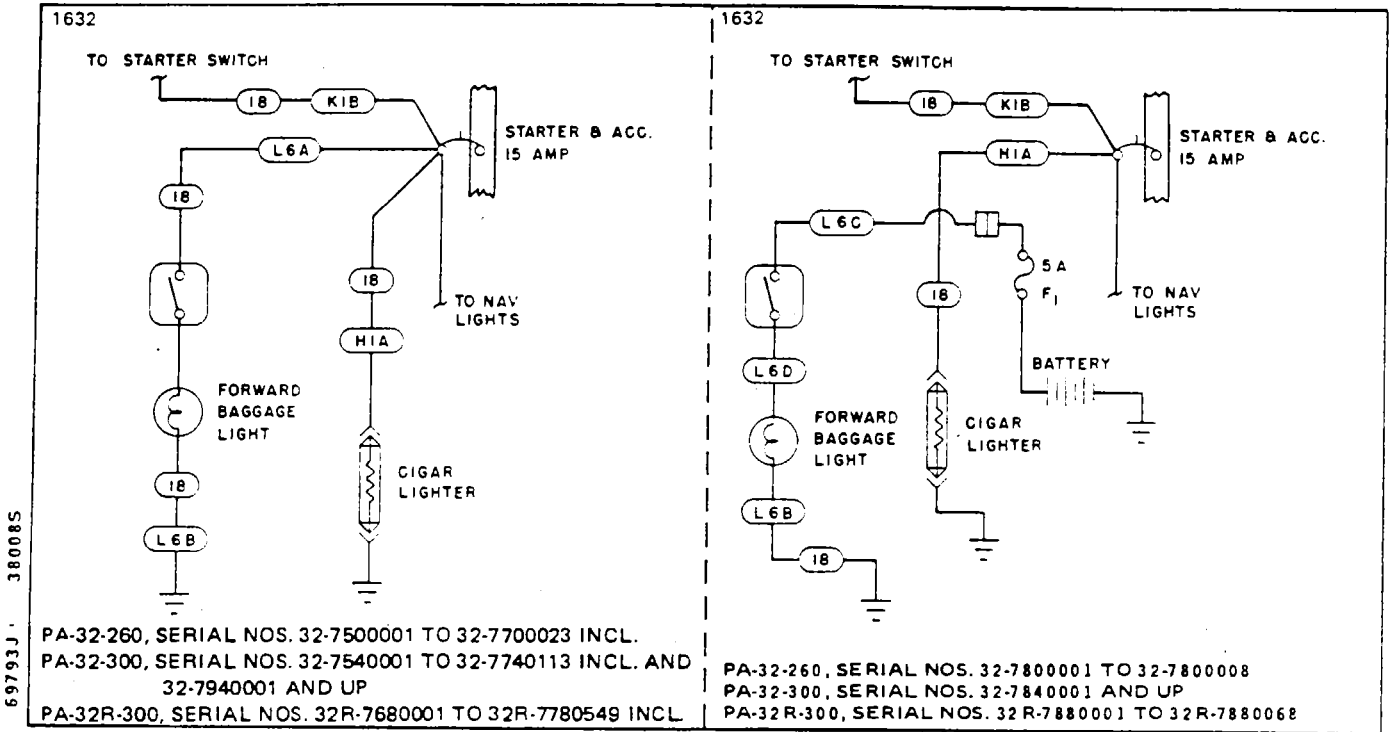 1632
TO STARTER SWITCH
18
K1B
L6A
STARTER & ACC.
15 AMP
18
18
TO NAV
LIGHTS
H1A
FORWARD
BAGGAGE
LIGHT
CIGAR
LIGHTER
18
L6B
PA-32-260, SERIAL NOS. 32-7500001 TO 32-7700023 INCL.
PA-32-300, SERIAL NOS. 32-7540001 TO 32-7740113 INCL. AND
32-7940001 AND UP
PA-32R-300, SERIAL NOS. 32R-7680001 TO 32R-7780549 INCL.
1632
TO STARTER SWITCH
18
K1B
H1A
STARTER & ACC.
15 AMP
L6C
5A
F1
18
TO NAV
LIGHTS
L6D
BATTERY
FORWARD
BAGGAGE
LIGHT
CIGAR
LIGHTER
L6B
18
PA-32-260, SERIAL NOS. 32-7800001 TO 32-7800008
PA-32-300, SERIAL NOS. 32-7840001 AND UP
PA-32R-300, SERIAL NOS. 32R-7880001 TO 32R-7880068
69793J 38008S